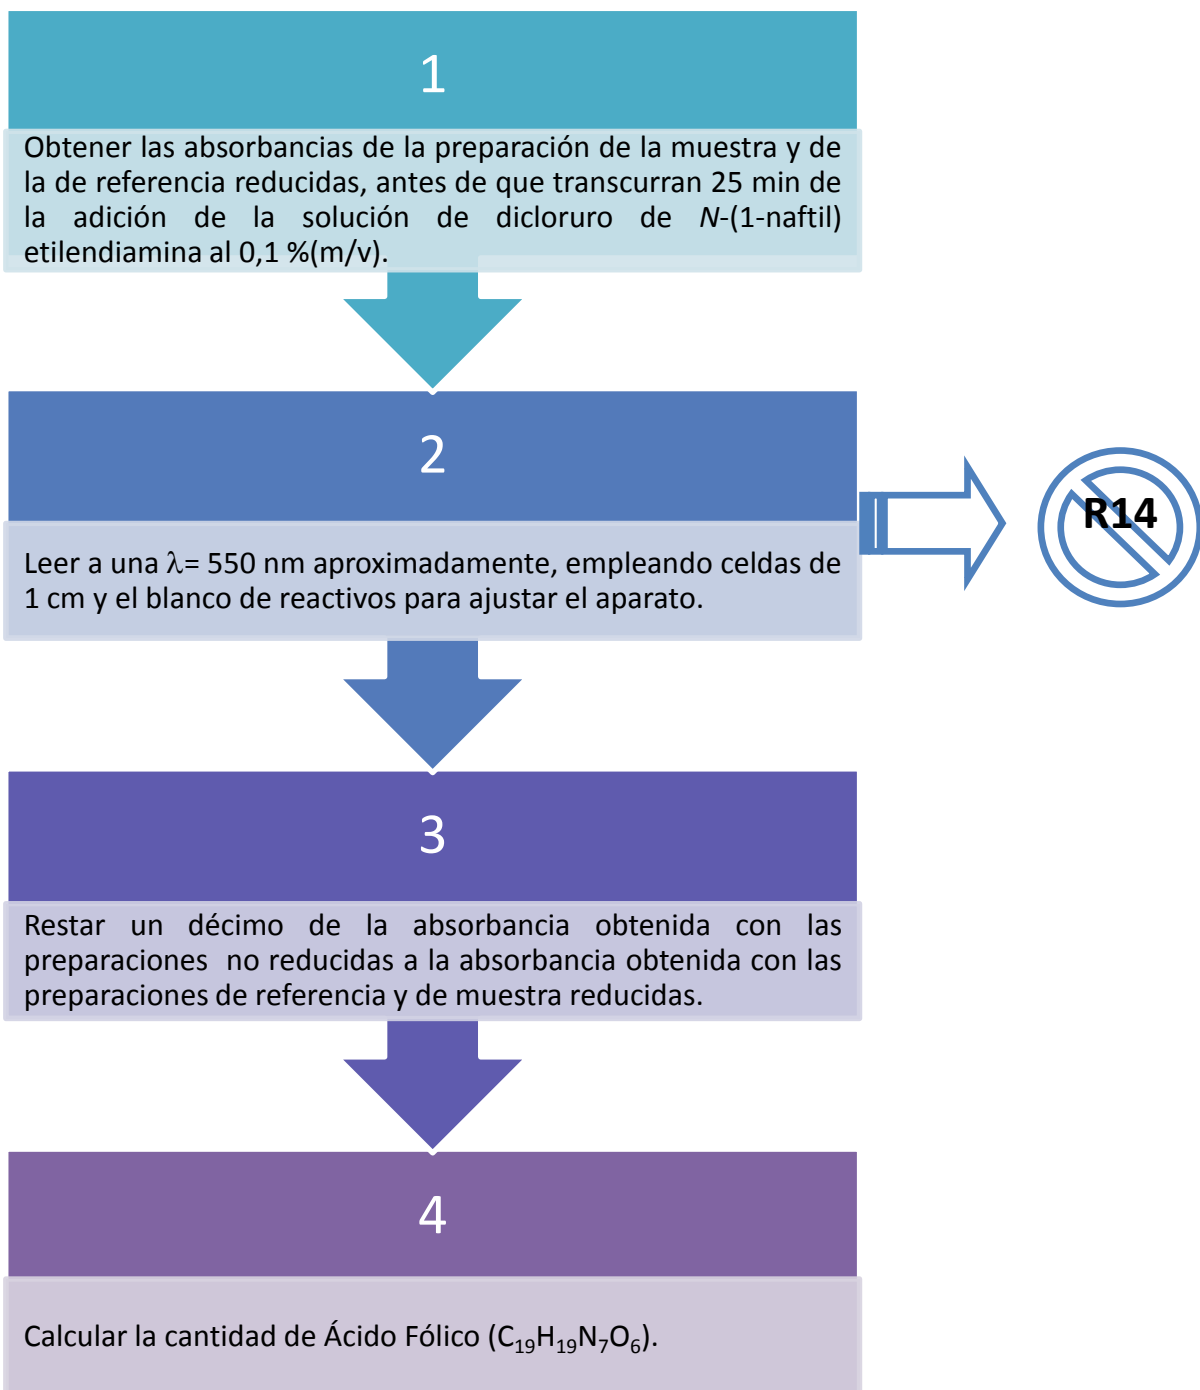 1
Obtener las absorbancias de la preparación de la muestra y de
la de referencia reducidas, antes de que transcurran 25 min de
la adición de la solución de dicloruro de N-(1-naftil)
etilendiamina al 0,1 %(m/v).
2
R14
Leer a una λ= 550 nm aproximadamente, empleando celdas de
1 cm y el blanco de reactivos para ajustar el aparato.
3
Restar un décimo de la absorbancia obtenida con las
preparaciones no reducidas a la absorbancia obtenida con las
preparaciones de referencia y de muestra reducidas.
4
Calcular la cantidad de Ácido Fólico (C₁₉H₁₉N₇O₆).